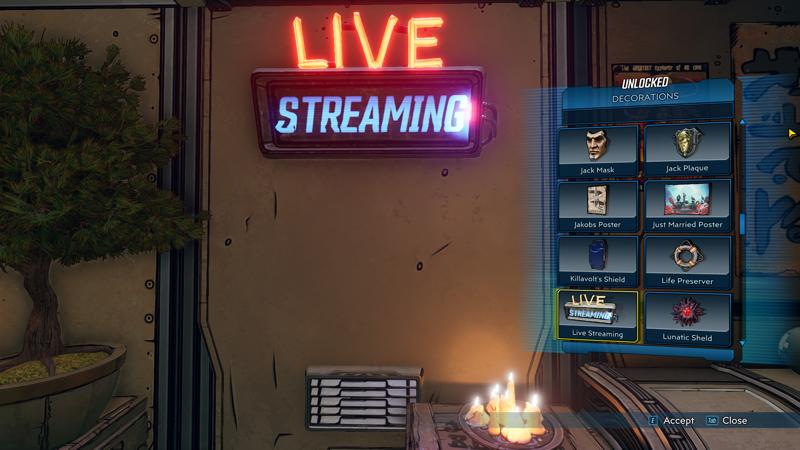 LIVE
STREAMING
UNLOCKED
DECORATIONS
Jack Mask
Jack Plaque
Jakobs Poster
Just Married Poster
Killavolt's Shield
Life Preserver
LIVE
STREAMING
Live Streaming
Lunatic Sheld
E Accept
Tab Close